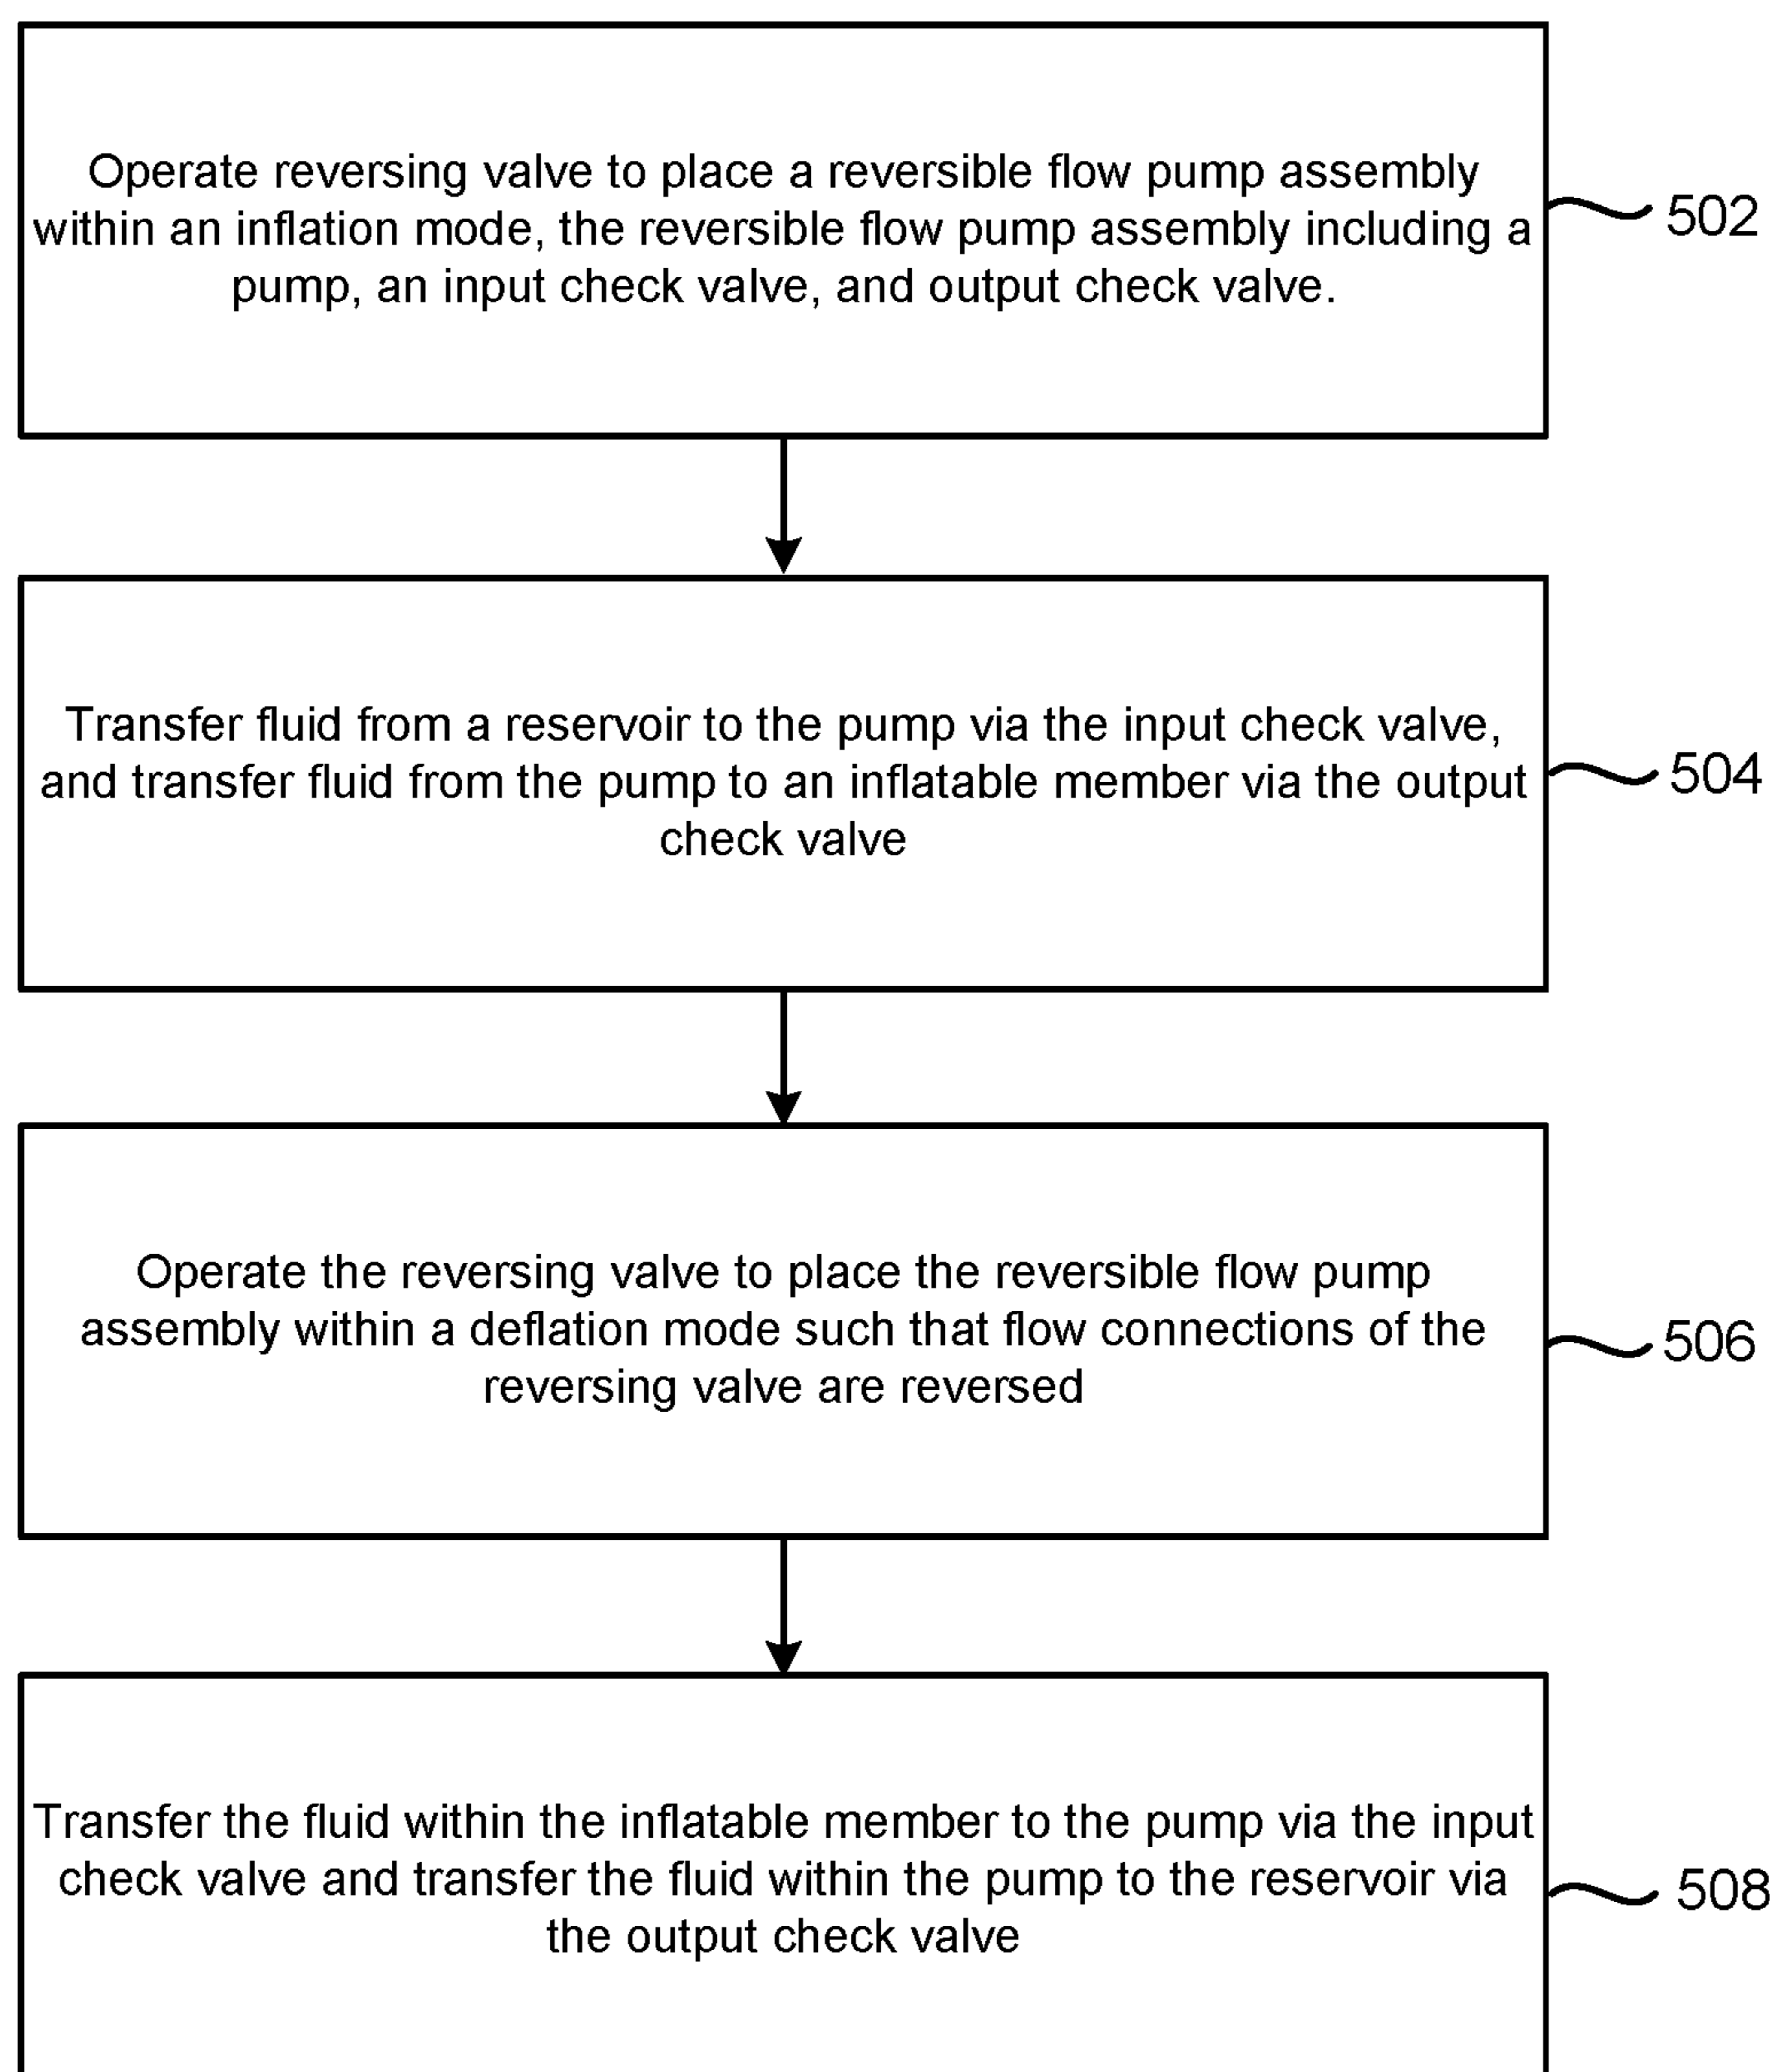 Operate reversing valve to place a reversible flow pump assembly
within an inflation mode, the reversible flow pump assembly including a
pump, an input check valve, and output check valve.
502
Transfer fluid from a reservoir to the pump via the input check valve,
and transfer fluid from the pump to an inflatable member via the output
check valve
504
Operate the reversing valve to place the reversible flow pump
assembly within a deflation mode such that flow connections of the
reversing valve are reversed
506
Transfer the fluid within the inflatable member to the pump via the input
check valve and transfer the fluid within the pump to the reservoir via
the output check valve
508